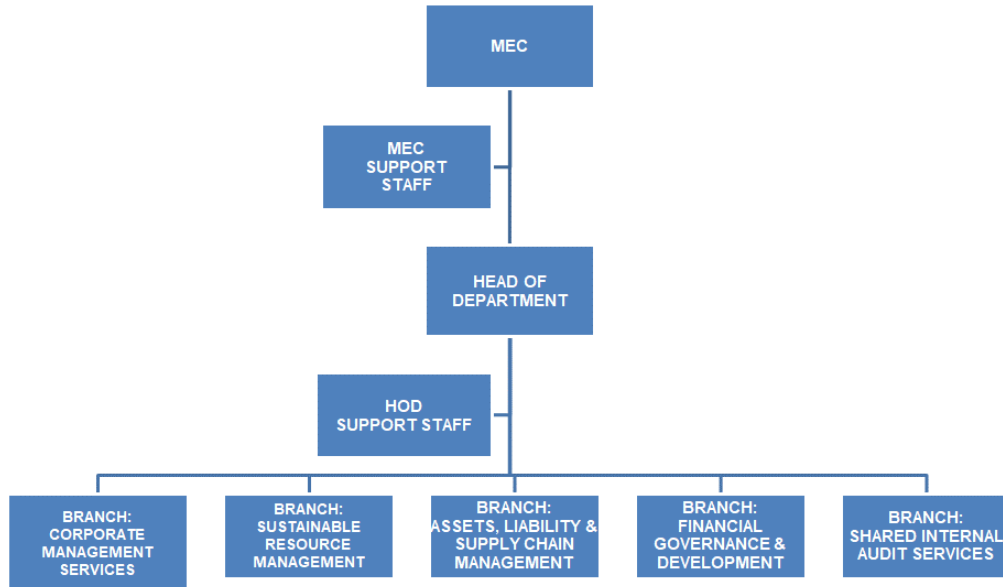 MEC
MEC
SUPPORT
STAFF
HEAD OF
DEPARTMENT
HOD
SUPPORT STAFF
BRANCH:
CORPORATE
MANAGEMENT
SERVICES
BRANCH:
SUSTAINABLE
RESOURCE
MANAGEMENT
BRANCH:
ASSETS, LIABILITY &
SUPPLY CHAIN
MANAGEMENT
BRANCH:
FINANCIAL
GOVERNANCE &
DEVELOPMENT
BRANCH:
SHARED INTERNAL
AUDIT SERVICES